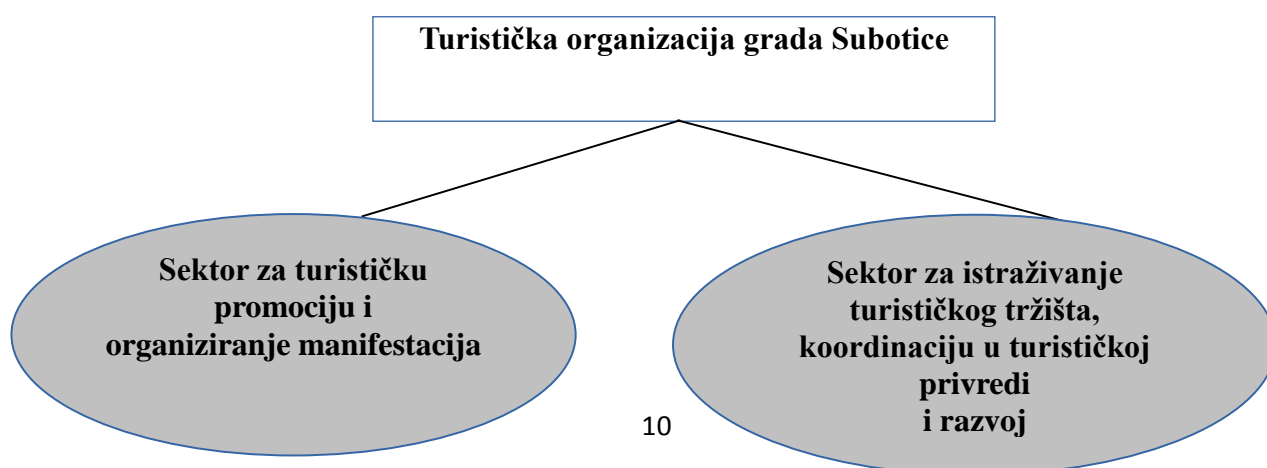 Turistička organizacija grada Subotice
Sektor za turističku
promociju i
organiziranje manifestacija
Sektor za istraživanje
turističkog tržišta,
koordinaciju u turističkoj
privredi
i razvoj
10